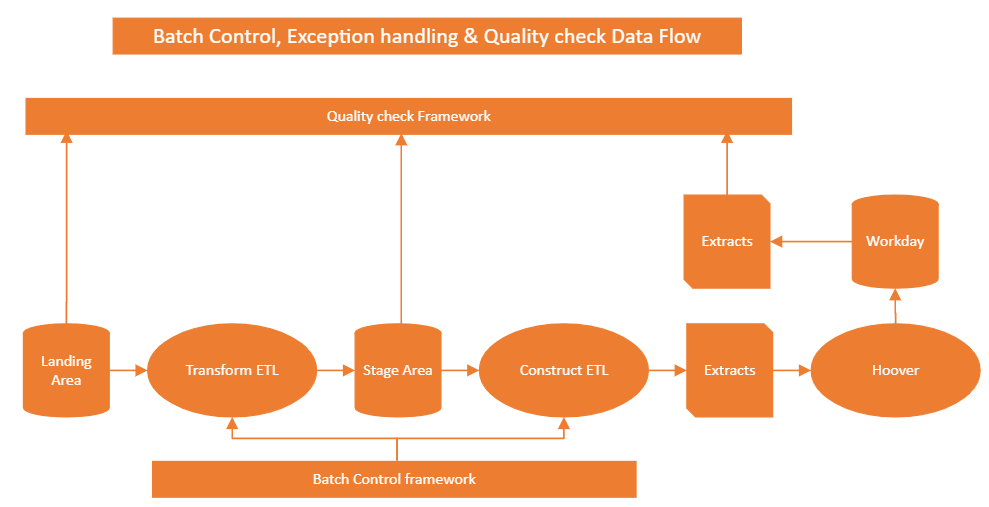 Batch Control, Exception handling & Quality check Data Flow
Quality check Framework
Extracts
Workday
Landing
Area
Transform ETL
Stage Area
Construct ETL
Extracts
Hoover
Batch Control framework